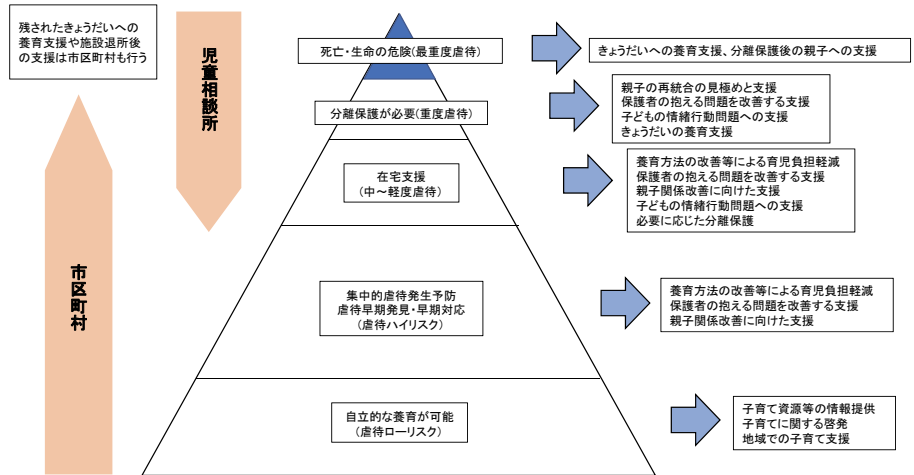 残されたきょうだいへの
養育支援や施設退所後
の支援は市区町村も行う
児童相談所
市区町村
死亡・生命の危険(最重度虐待)
きょうだいへの養育支援、分離保護後の親子への支援
分離保護が必要(重度虐待)
親子の再統合の見極めと支援
保護者の抱える問題を改善する支援
子どもの情緒行動問題への支援
きょうだいの養育支援
在宅支援
(中～軽度虐待)
養育方法の改善等による育児負担軽減
保護者の抱える問題を改善する支援
親子関係改善に向けた支援
子どもの情緒行動問題への支援
必要に応じた分離保護
集中的虐待発生予防
虐待早期発見・早期対応
(虐待ハイリスク)
養育方法の改善等による育児負担軽減
保護者の抱える問題を改善する支援
親子関係改善に向けた支援
自立的な養育が可能
(虐待ローリスク)
子育て資源等の情報提供
子育てに関する啓発
地域での子育て支援